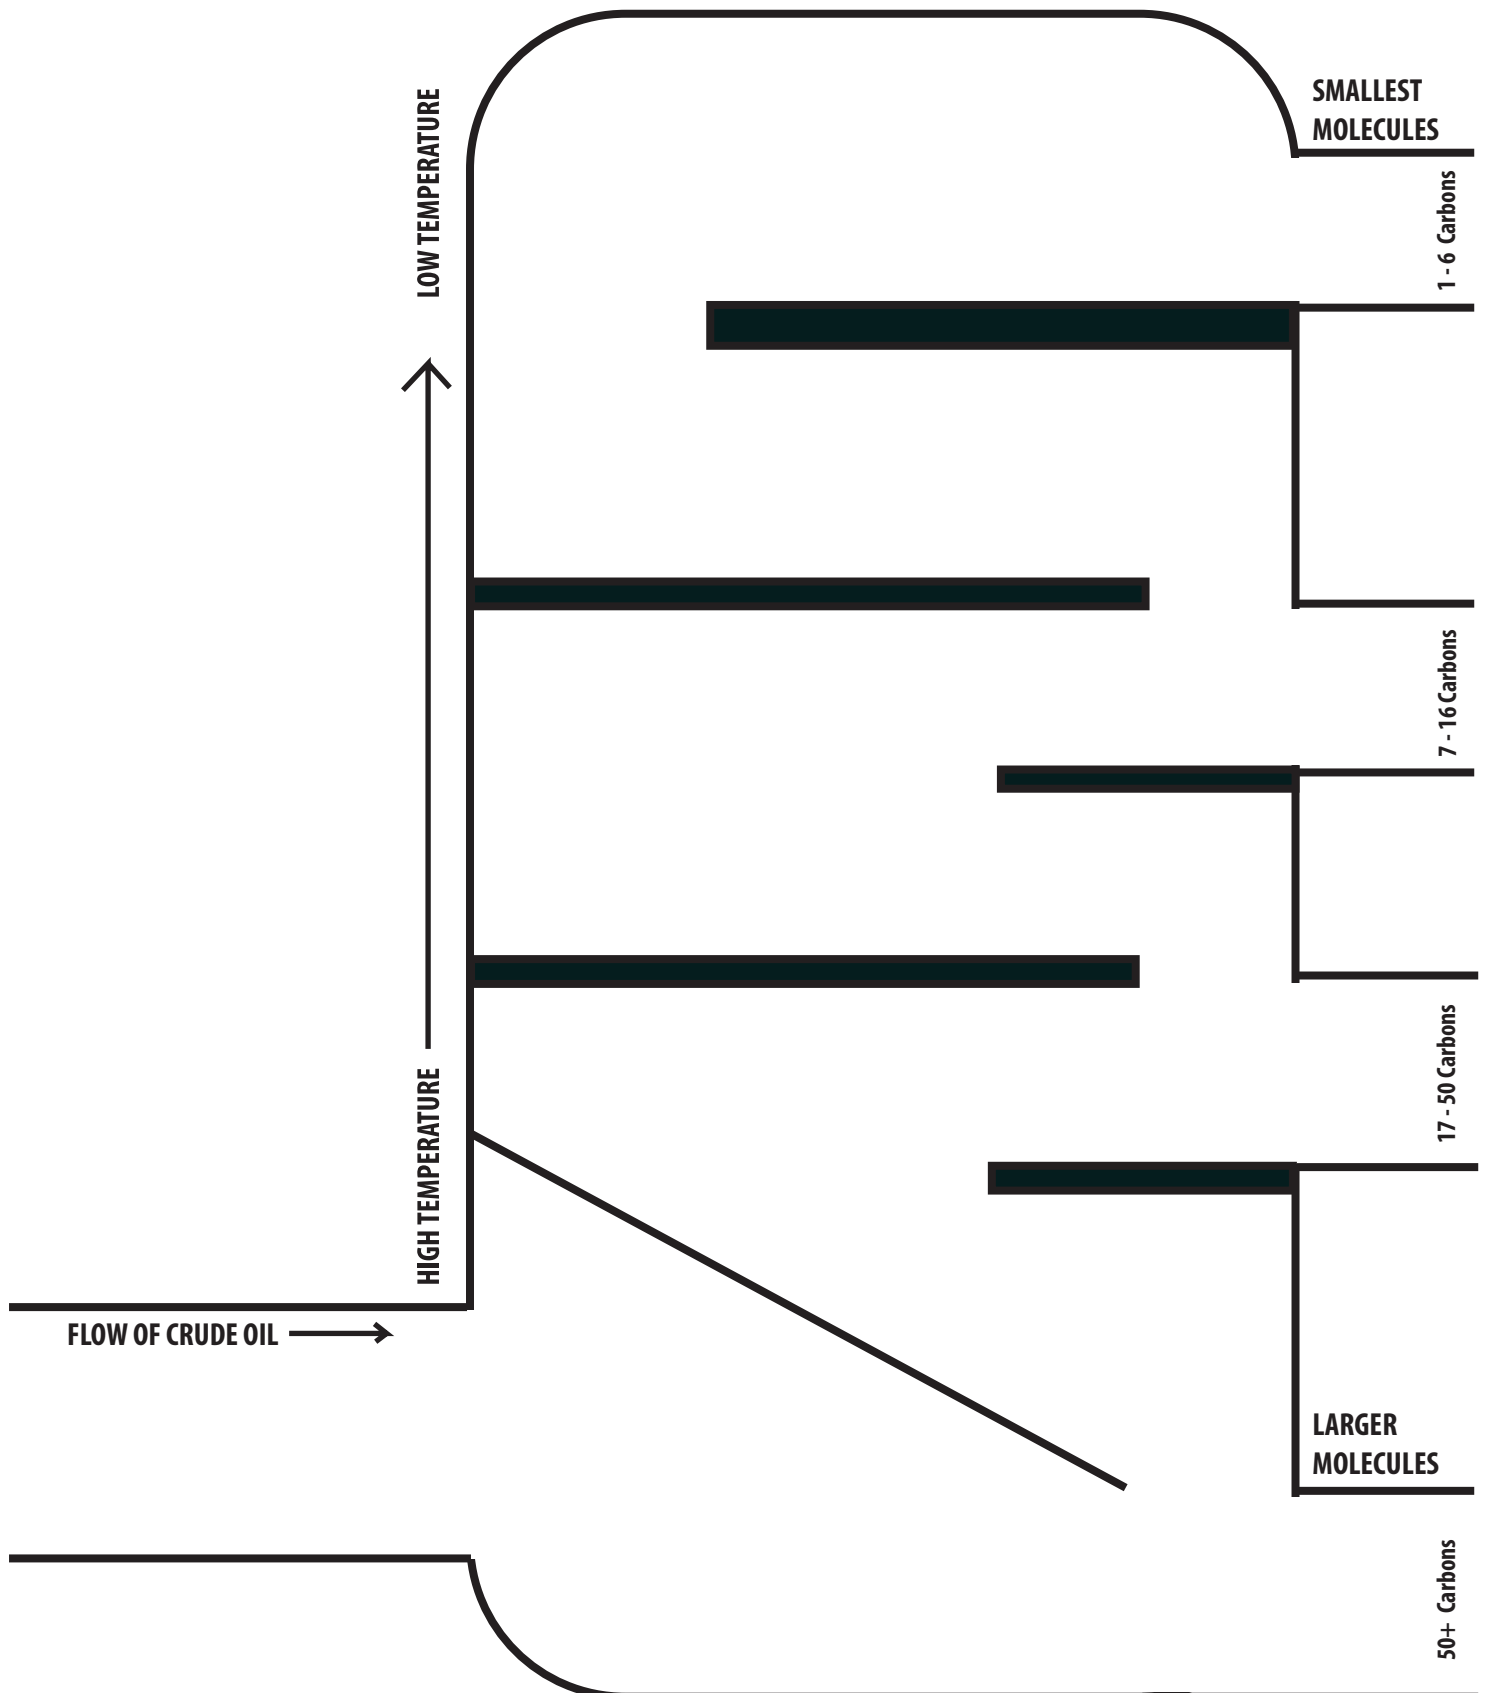 SMALLEST
MOLECULES
LOW TEMPERATURE
1 - 6 Carbons
7 - 16 Carbons
17 - 50 Carbons
HIGH TEMPERATURE
FLOW OF CRUDE OIL
LARGER
MOLECULES
50+ Carbons